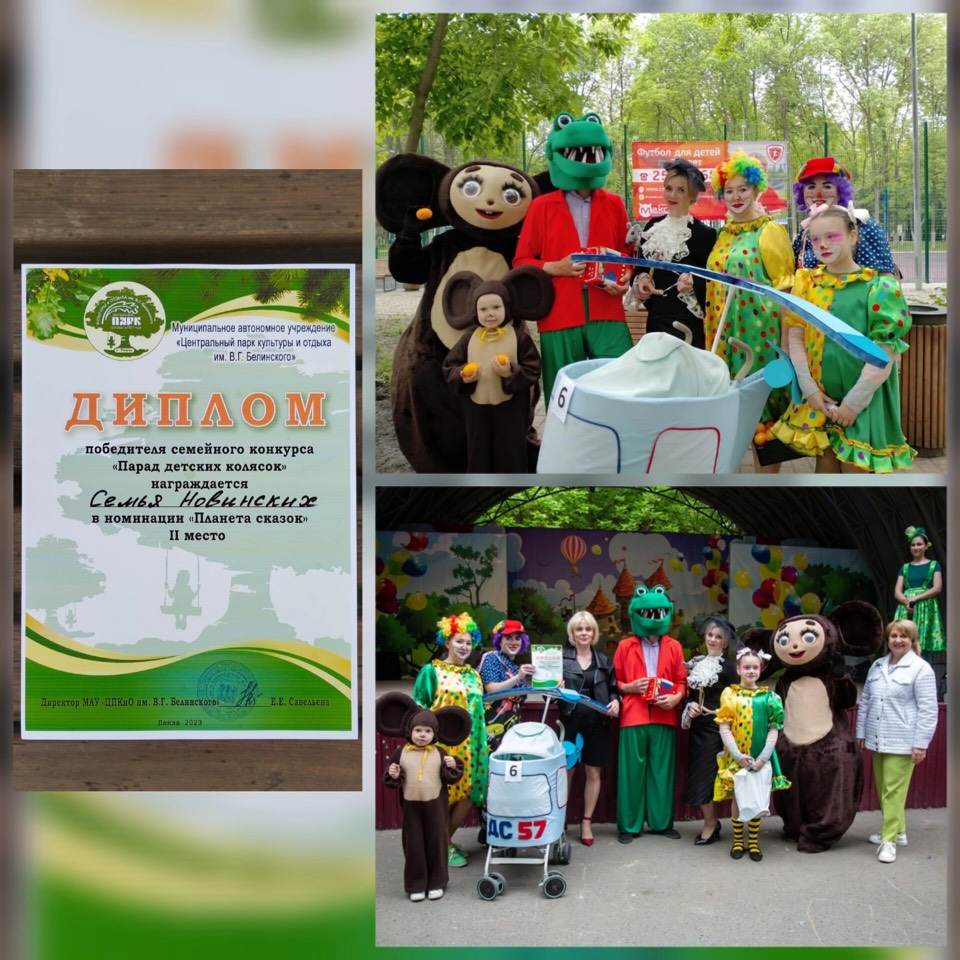 ПАРК
Муниципальное автономное учреждение
«Центральный парк культуры и отдыха
им. В.Г. Белинского»
ДИПЛОМ
победителя семейного конкурса
«Парад детских колясок»
награждается
Семья Новинских
в номинации «Планета сказок»
II место
Директор МАУ «ЦПКиО им. В.Г. Белинского»
Е.Е. Савельева
Пенза 2023
Футбол для детей
6
ДИПЛОМ
6
ДС 57